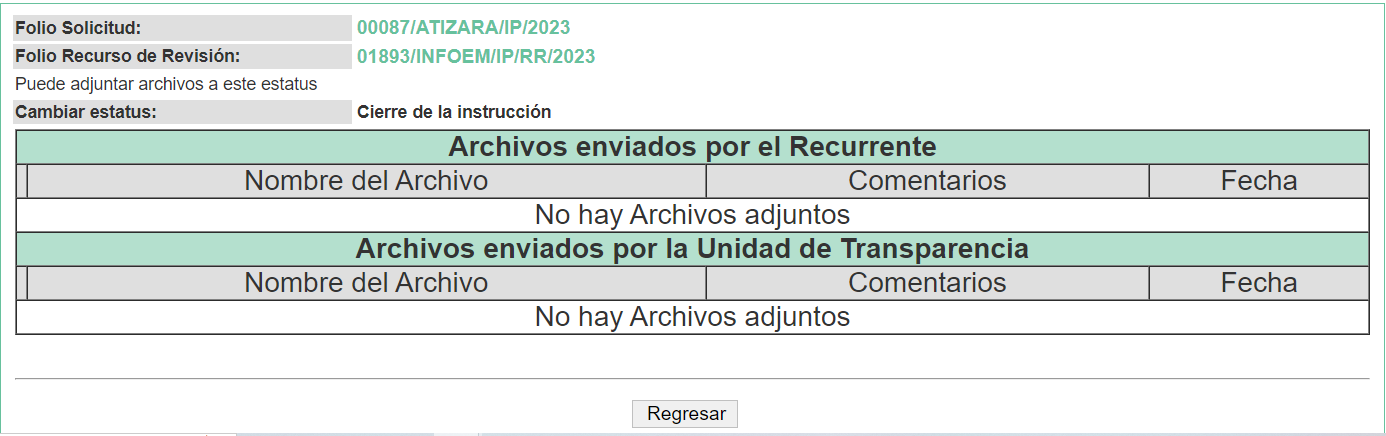 Folio Solicitud: 00087/ATIZARA/IP/2023
Folio Recurso de Revisión: 01893/INFOEM/IP/RR/2023
Puede adjuntar archivos a este estatus
Cambiar estatus: Cierre de la instrucción
Archivos enviados por el Recurrente
Nombre del Archivo Comentarios Fecha
No hay Archivos adjuntos
Archivos enviados por la Unidad de Transparencia
Nombre del Archivo Comentarios Fecha
No hay Archivos adjuntos
Regresar